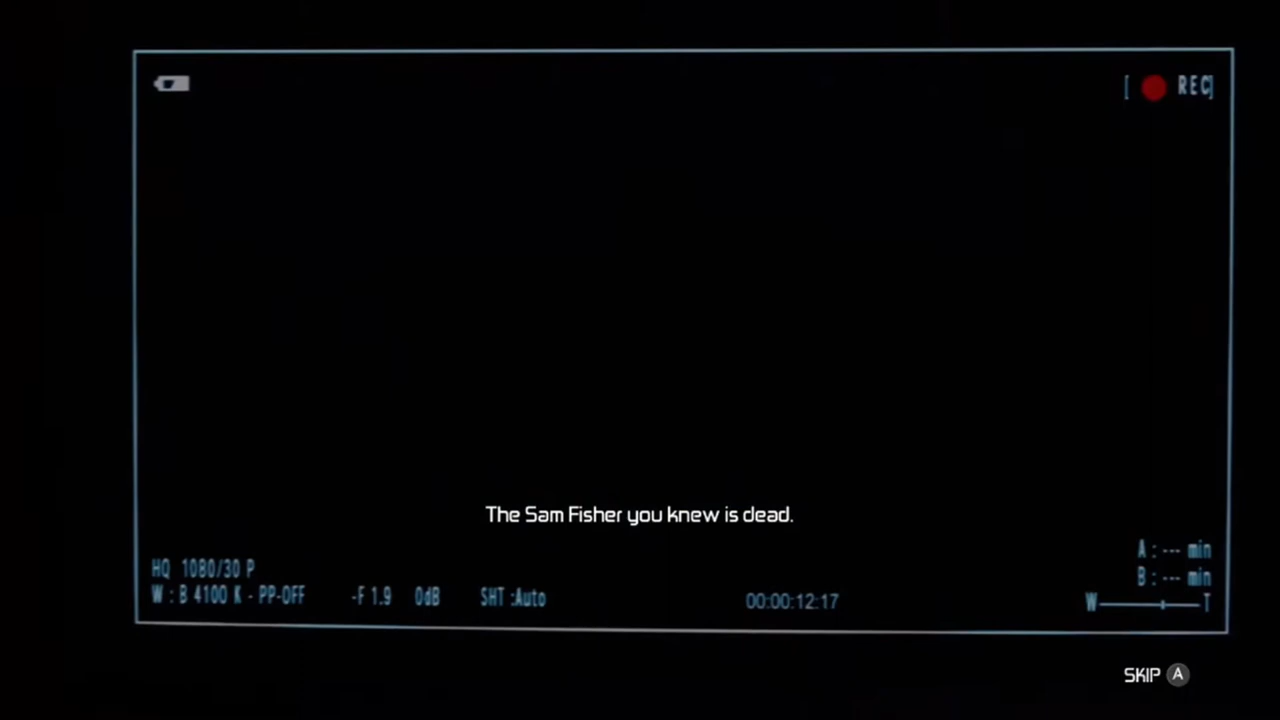 [ REC]
The Sam Fisher you knew is dead.
HQ 1080/30 P
A : --- min
B : --- min
W : B 4100 K - PP-OFF -F 1.9 0dB SHT :Auto 00:00:12:17 W T
SKIP A